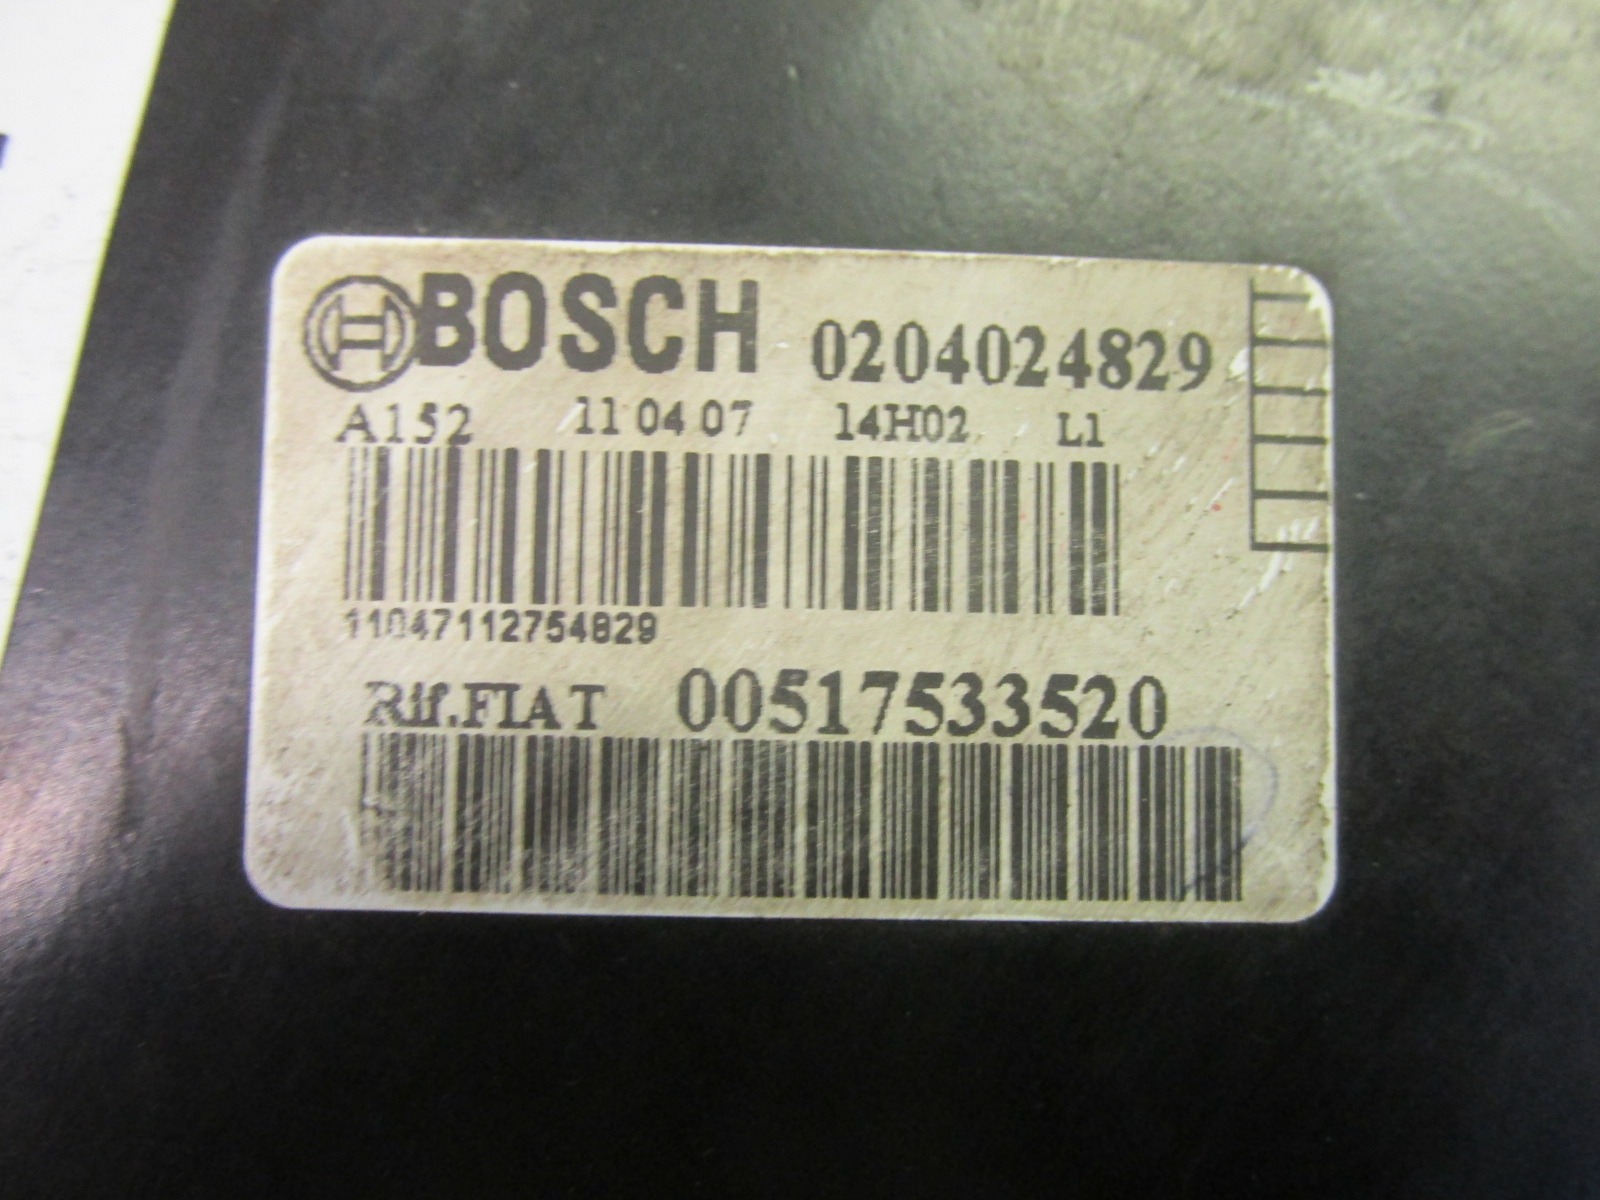 BOSCH 0204024829
A152 11 04 07 14H02 L1
11047112754829
Rif.FIAT 00517533520